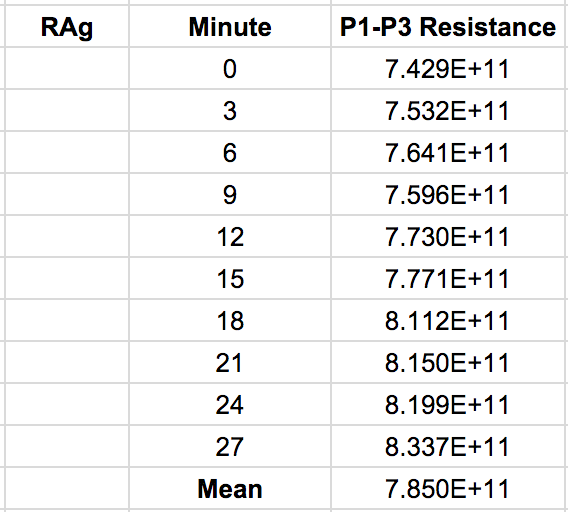 RAg Minute P1-P3 Resistance
0 7.429E+11
3 7.532E+11
6 7.641E+11
9 7.596E+11
12 7.730E+11
15 7.771E+11
18 8.112E+11
21 8.150E+11
24 8.199E+11
27 8.337E+11
Mean 7.850E+11